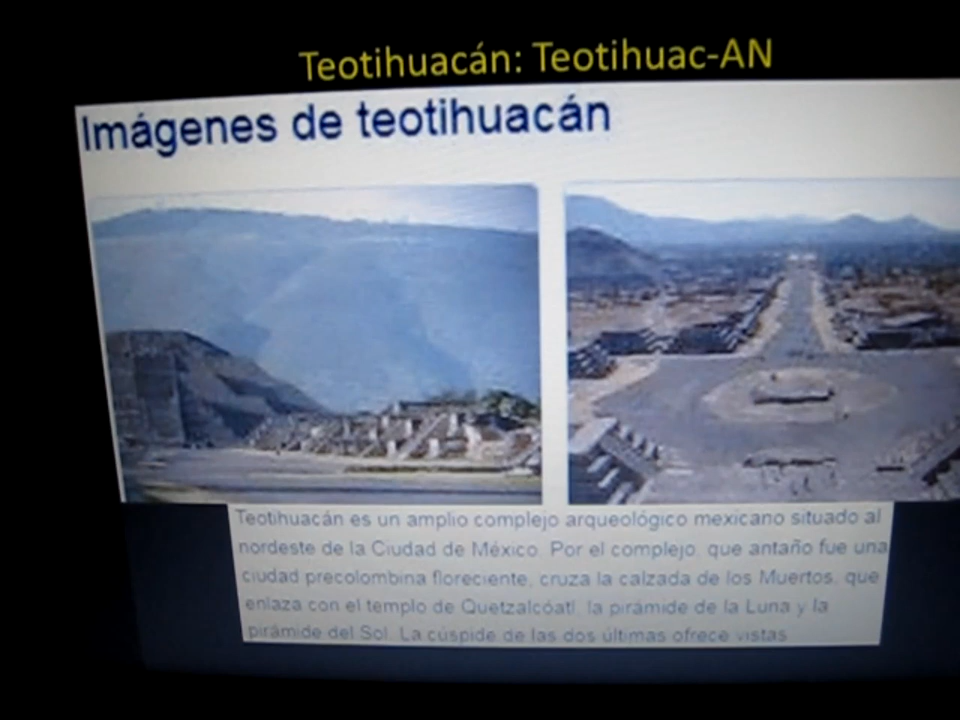 Teotihuacán: Teotihuac-AN
Imágenes de teotihuacán
Teotihuacán es un amplio complejo arqueológico mexicano situado al
nordeste de la Ciudad de México. Por el complejo, que antaño fue una
ciudad precolombina floreciente, cruza la calzada de los Muertos, que
enlaza con el templo de Quetzalcóatl, la pirámide de la Luna y la
pirámide del Sol. La cúspide de las dos últimas ofrece vistas